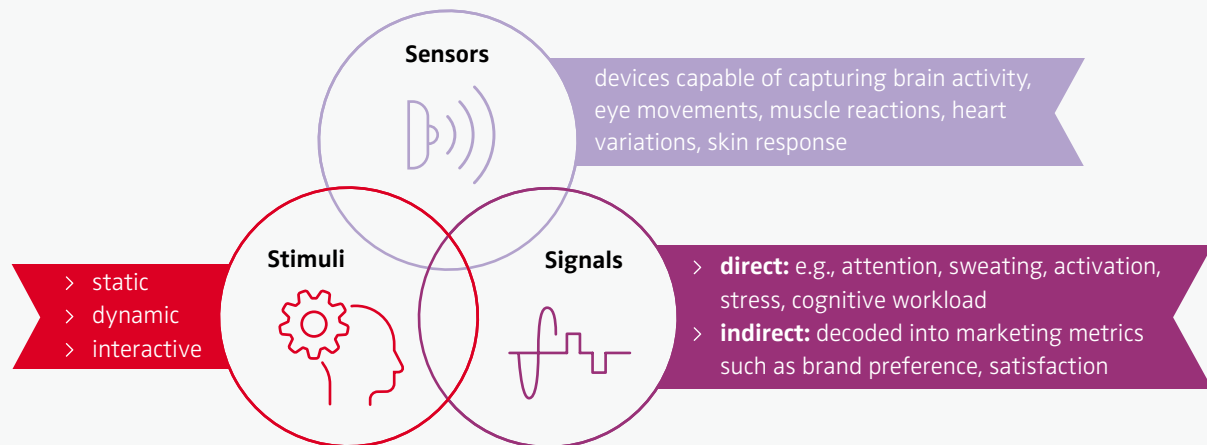 Sensors
devices capable of capturing brain activity,
eye movements, muscle reactions, heart
variations, skin response
Stimuli
> static
> dynamic
> interactive
Signals
> direct: e.g., attention, sweating, activation,
stress, cognitive workload
> indirect: decoded into marketing metrics
such as brand preference, satisfaction